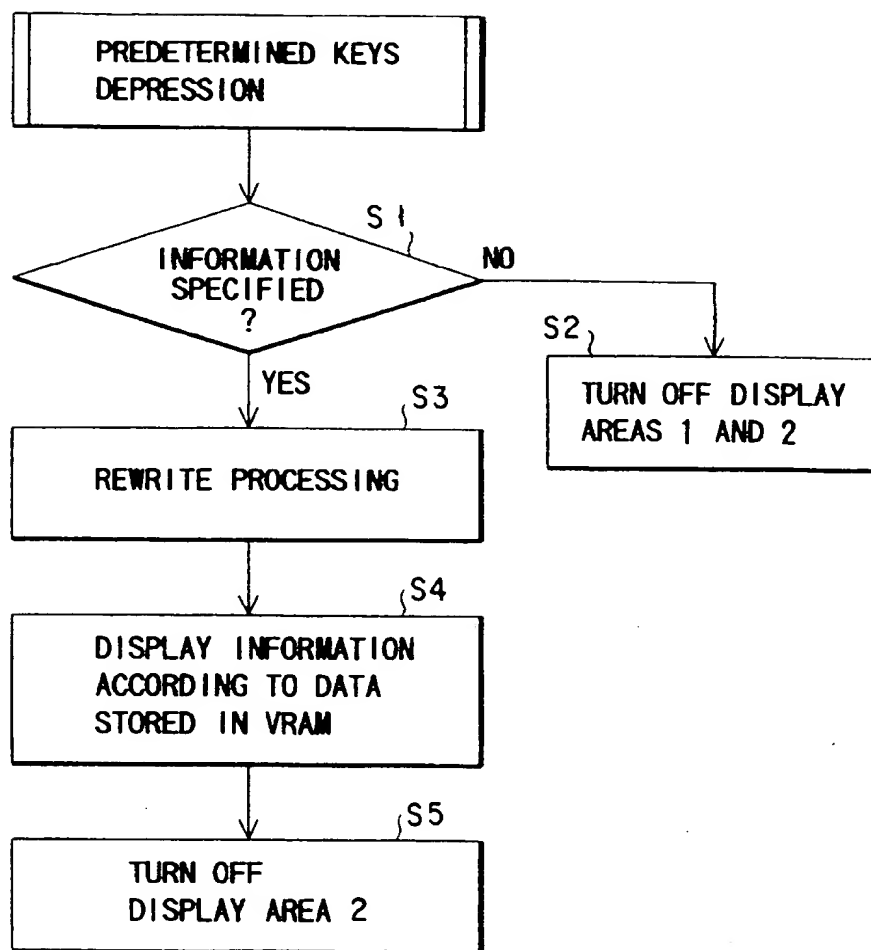 PREDETERMINED KEYS
DEPRESSION
S1
INFORMATION
SPECIFIED
?
NO
YES
S2
TURN OFF DISPLAY
AREAS 1 AND 2
S3
REWRITE PROCESSING
S4
DISPLAY INFORMATION
ACCORDING TO DATA
STORED IN VRAM
S5
TURN OFF
DISPLAY AREA 2